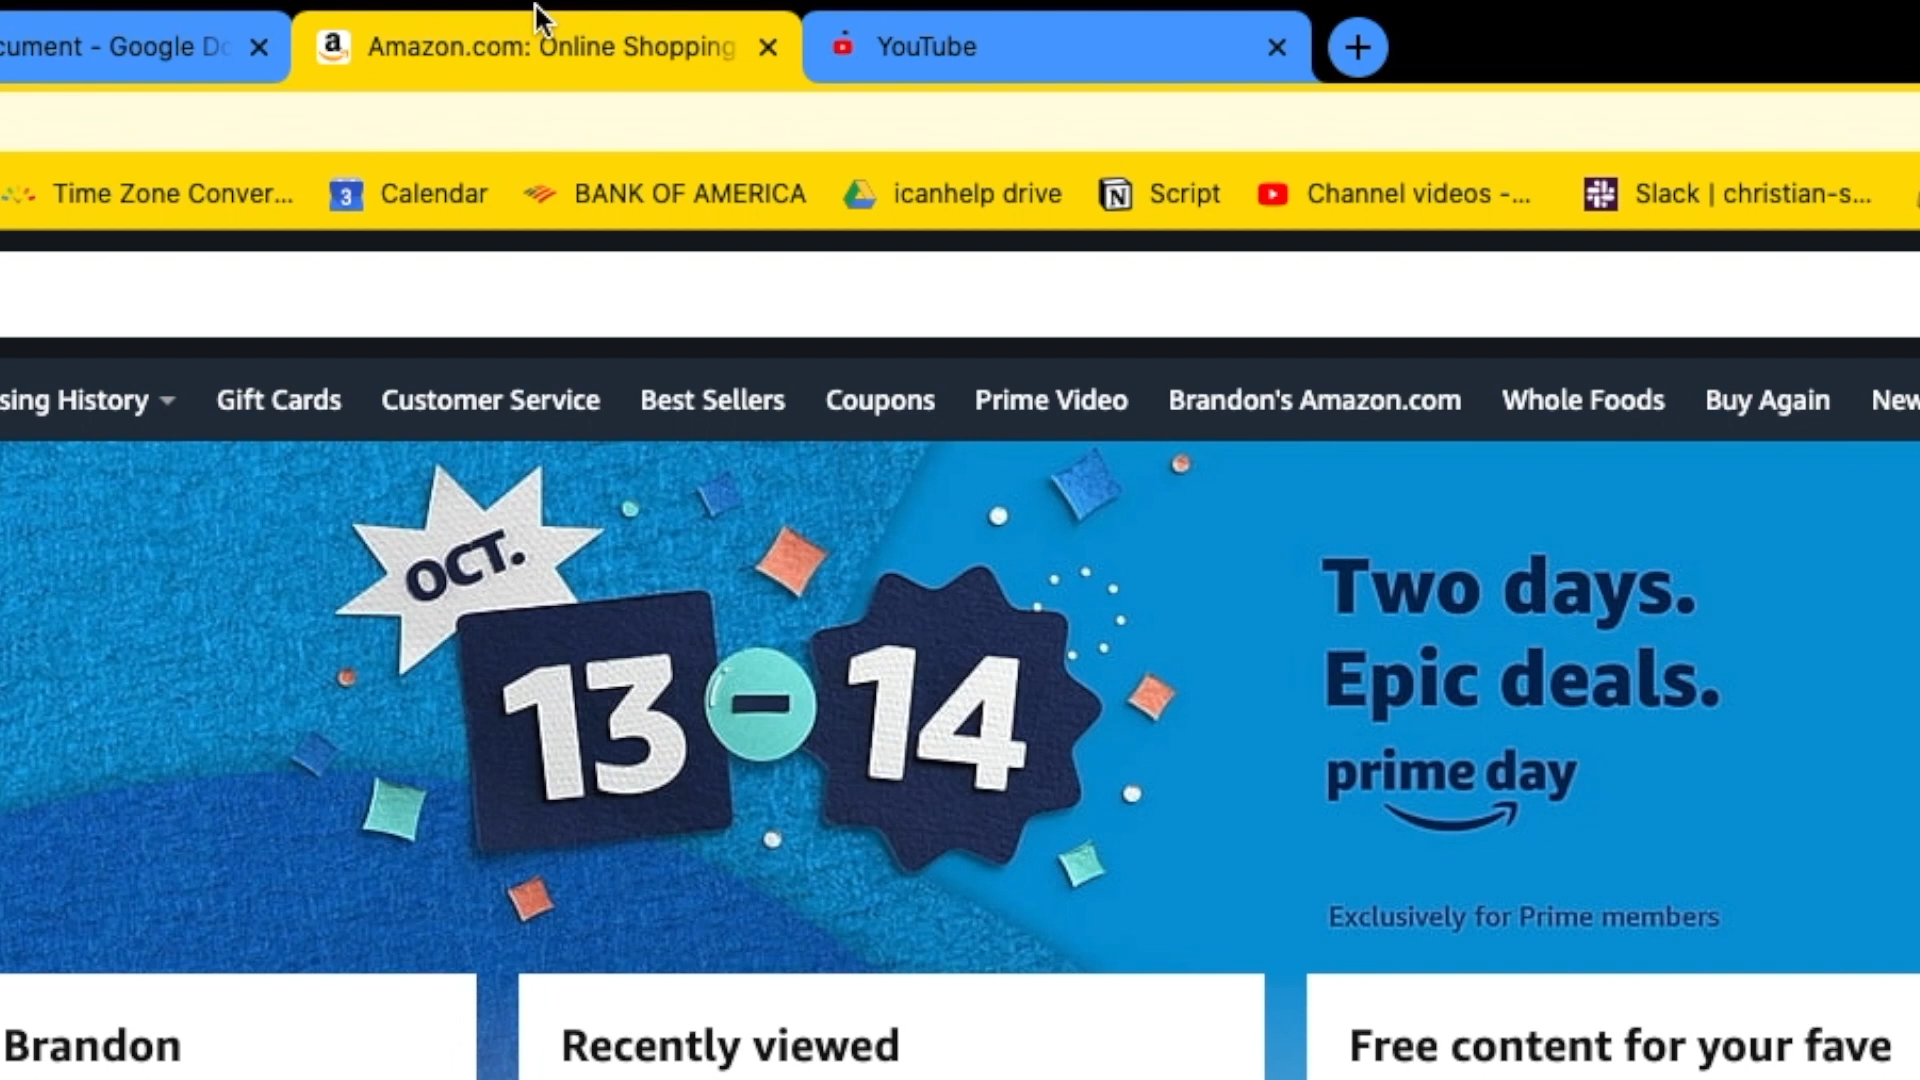 cument - Google Do
Amazon.com: Online Shopping
YouTube
Time Zone Conver...
3
Calendar
BANK OF AMERICA
icanhelp drive
N
Script
Channel videos -...
Slack | christian-s...
sing History
Gift Cards
Customer Service
Best Sellers
Coupons
Prime Video
Brandon's Amazon.com
Whole Foods
Buy Again
New
OCT.
13-14
Two days.
Epic deals.
prime day
Exclusively for Prime members
Brandon
Recently viewed
Free content for your fave